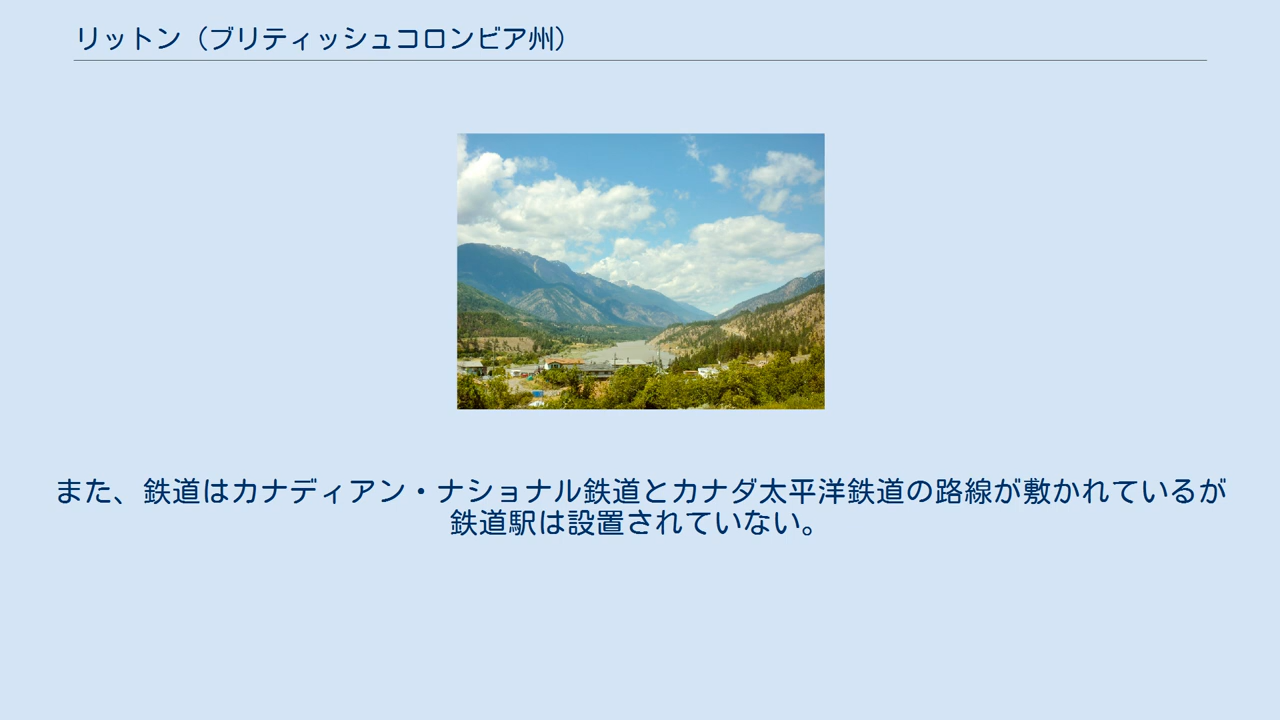 リットン（ブリティッシュコロンビア州）
また、鉄道はカナディアン・ナショナル鉄道とカナダ太平洋鉄道の路線が敷かれているが
鉄道駅は設置されていない。